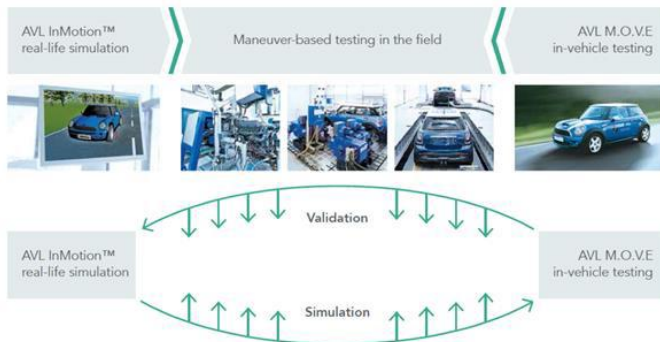 AVL InMotion™
real-life simulation
Maneuver-based testing in the field
AVL M.O.V.E
in-vehicle testing
Validation
AVL InMotion™
real-life simulation
AVL M.O.V.E
in-vehicle testing
Simulation